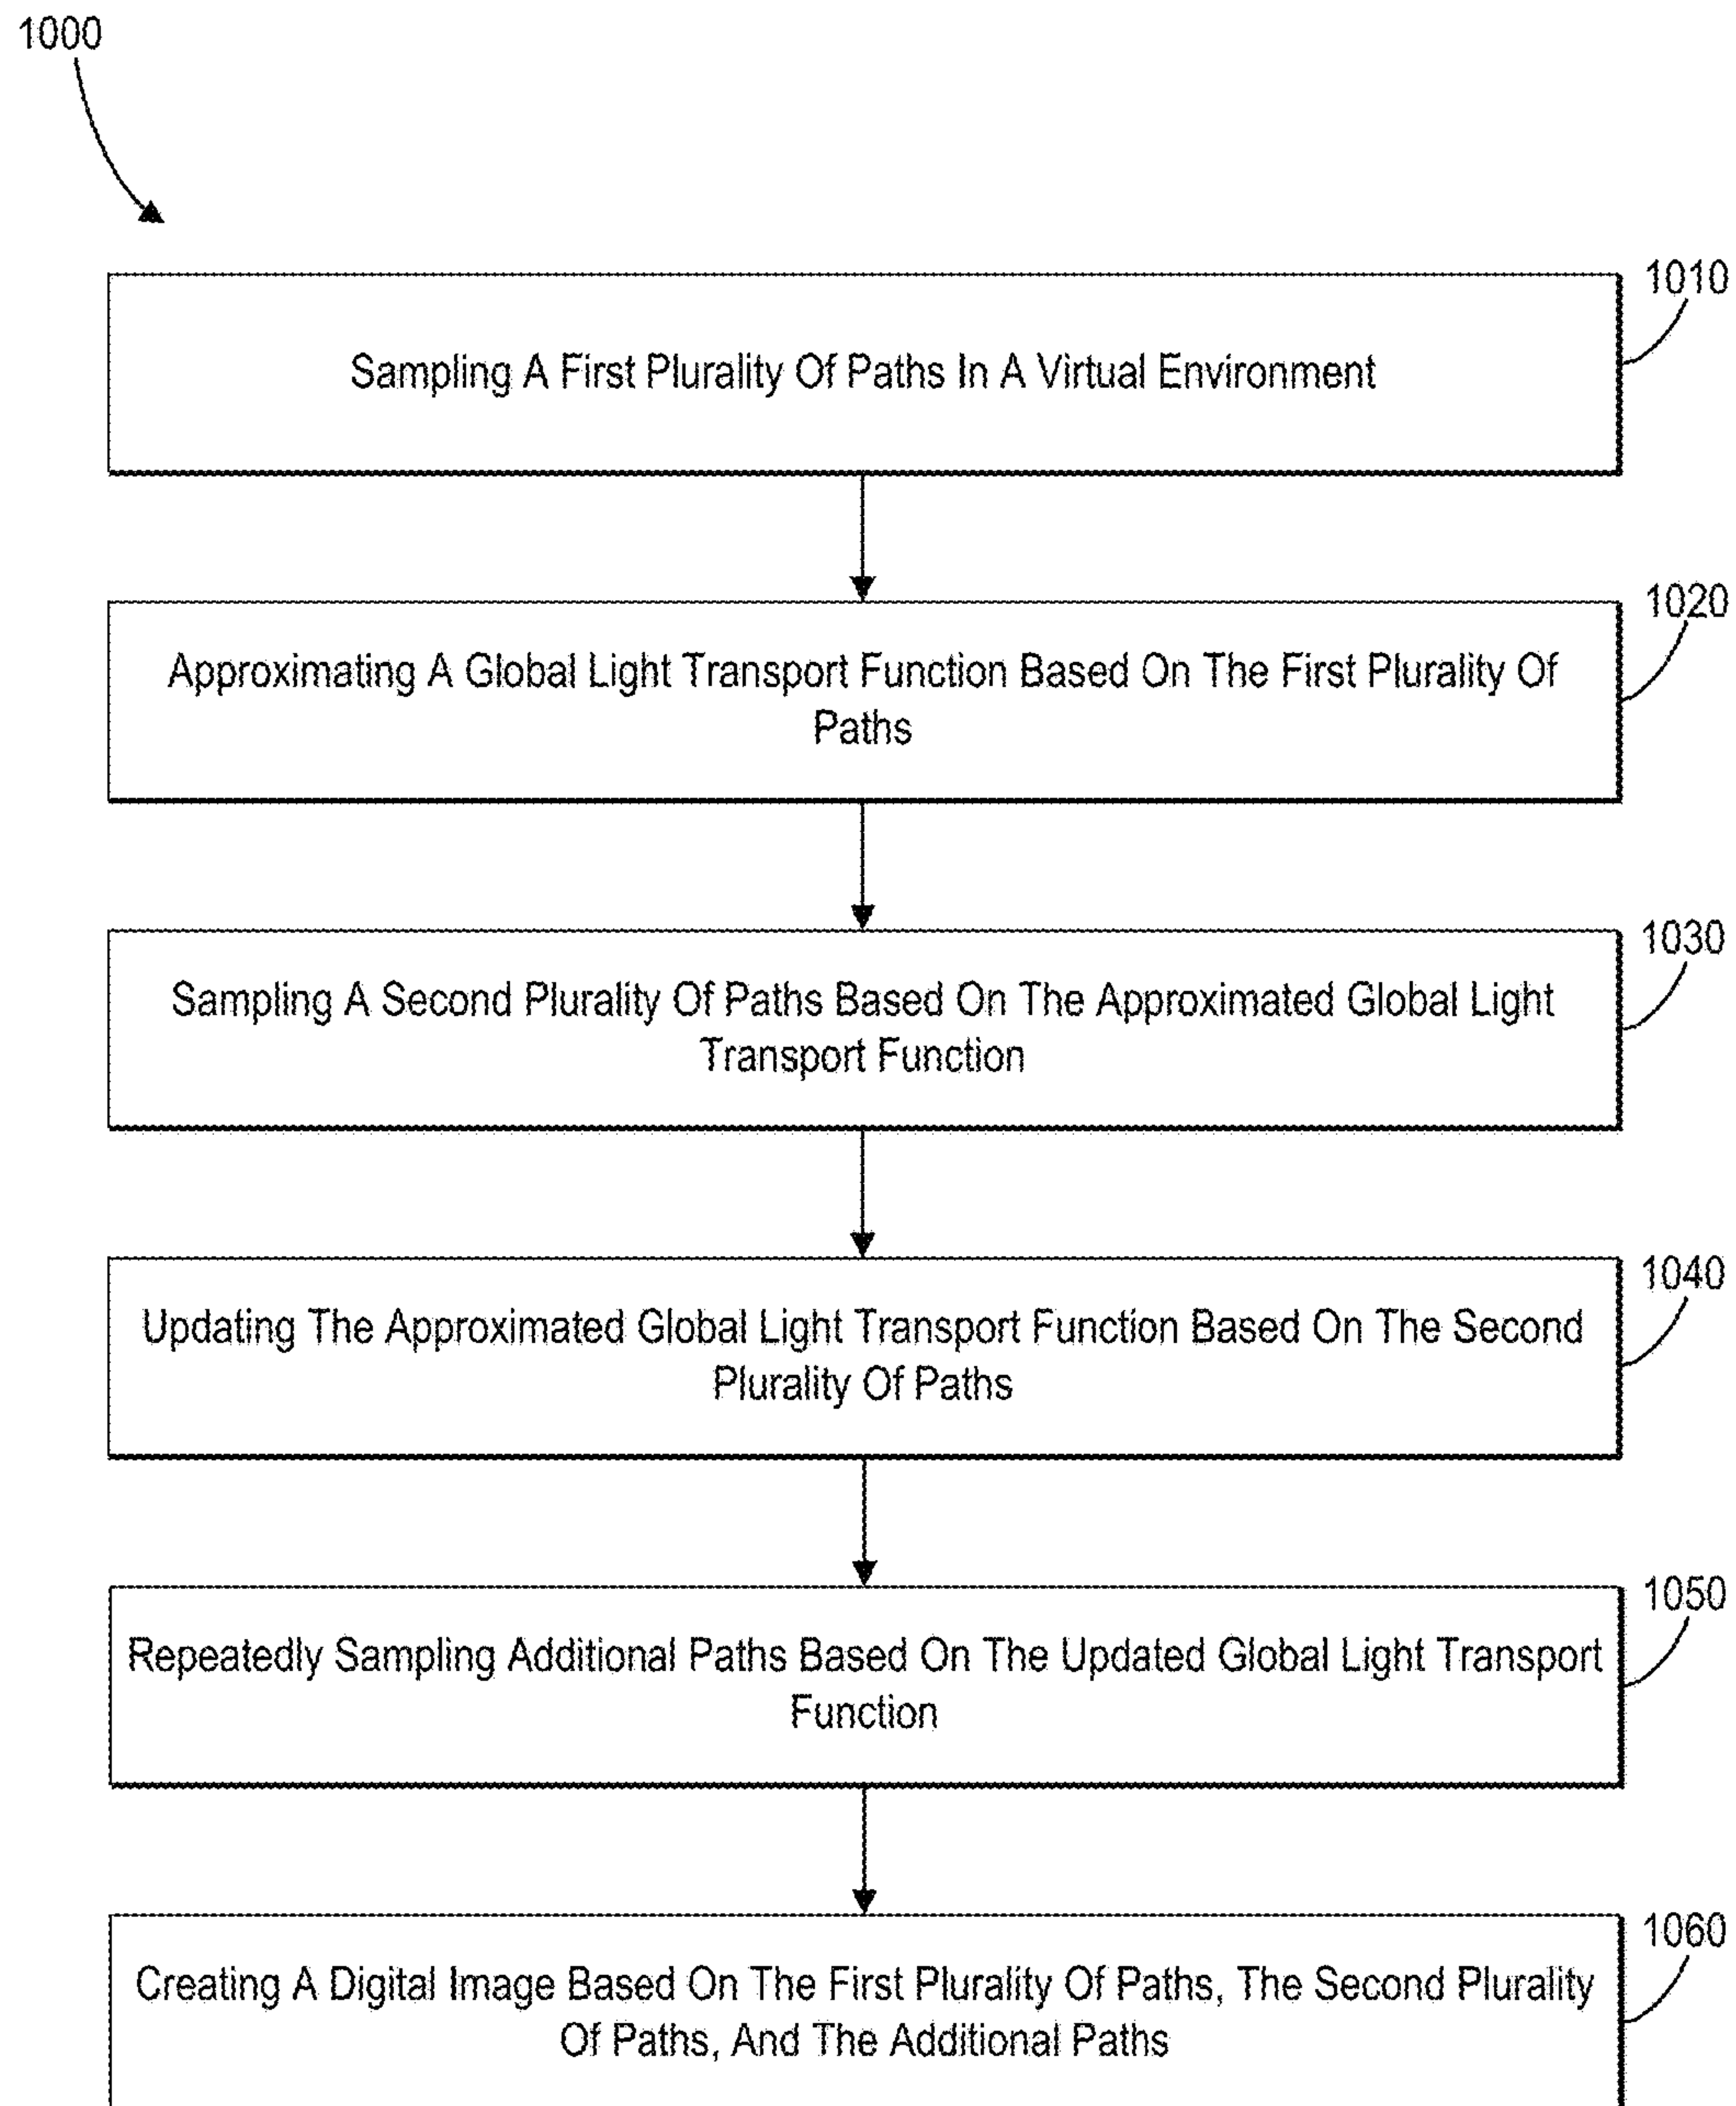 1000
1010
Sampling A First Plurality Of Paths In A Virtual Environment
1020
Approximating A Global Light Transport Function Based On The First Plurality Of
Paths
1030
Sampling A Second Plurality Of Paths Based On The Approximated Global Light
Transport Function
1040
Updating The Approximated Global Light Transport Function Based On The Second
Plurality Of Paths
1050
Repeatedly Sampling Additional Paths Based On The Updated Global Light Transport
Function
1060
Creating A Digital Image Based On The First Plurality Of Paths, The Second Plurality
Of Paths, And The Additional Paths